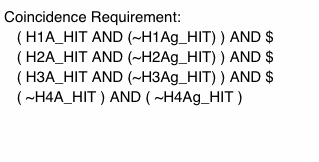 Coincidence Requirement:
( H1A_HIT AND (~H1Ag_HIT) ) AND $
( H2A_HIT AND (~H2Ag_HIT) ) AND $
( H3A_HIT AND (~H3Ag_HIT) ) AND $
( ~H4A_HIT ) AND ( ~H4Ag_HIT )